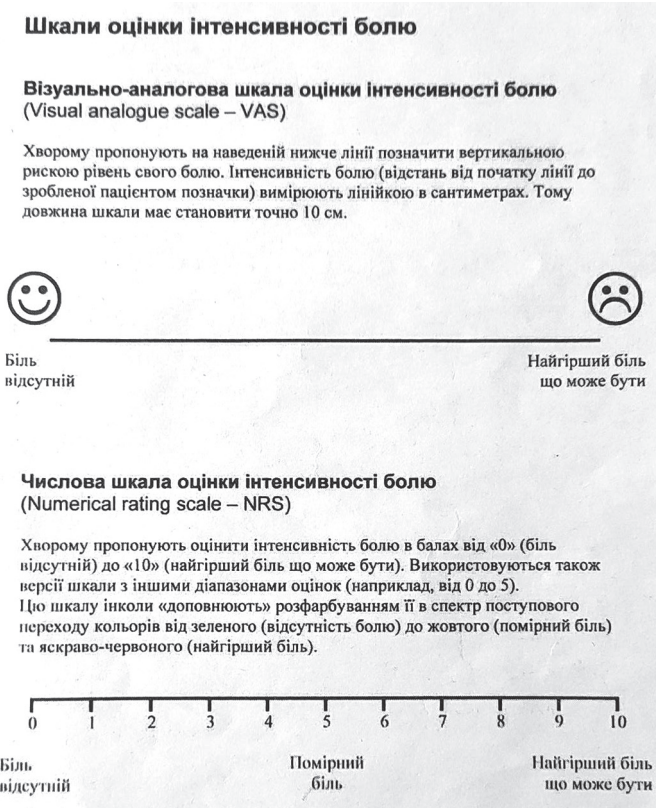 Шкали оцінки інтенсивності болю
Візуально-аналогова шкала оцінки інтенсивності болю
(Visual analogue scale – VAS)
Хворому пропонують на наведеній нижче лінії позначити вертикальною
рискою рівень свого болю. Інтенсивність болю (відстань від початку лінії до
зробленої пацієнтом позначки) вимірюють лінійкою в сантиметрах. Тому
довжина шкали має становити точно 10 см.
Біль
відсутній
Найгірший біль
що може бути
Числова шкала оцінки інтенсивності болю
(Numerical rating scale – NRS)
Хворому пропонують оцінити інтенсивність болю в балах від «0» (біль
відсутній) до «10» (найгірший біль що може бути). Використовуються також
версії шкали з іншими діапазонами оцінок (наприклад, від 0 до 5).
Цю шкалу інколи «доповнюють» розфарбуванням її в спектр поступового
переходу кольорів від зеленого (відсутність болю) до жовтого (помірний біль)
та яскраво-червоного (найгірший біль).
0 1 2 3 4 5 6 7 8 9 10
Біль
відсутній
Помірний
біль
Найгірший біль
що може бути